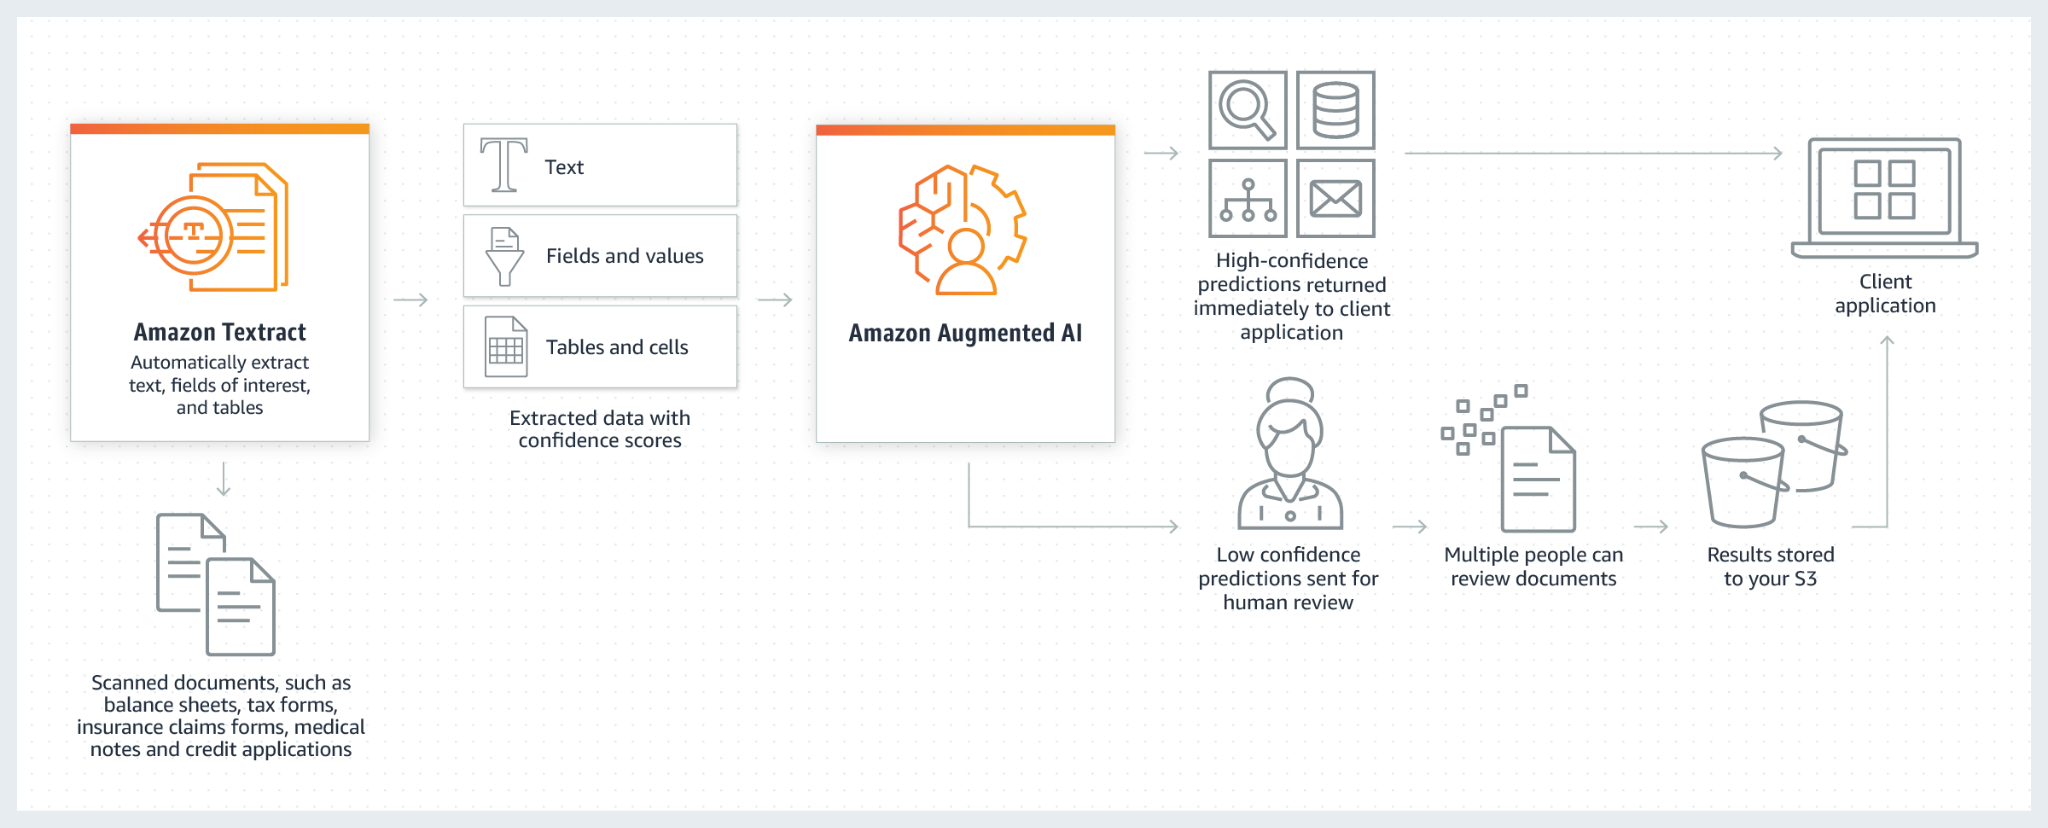 Amazon Textract
Automatically extract
text, fields of interest,
and tables
Scanned documents, such as
balance sheets, tax forms,
insurance claims forms, medical
notes and credit applications
T
Text
Fields and values
Tables and cells
Extracted data with
confidence scores
Amazon Augmented AI
High-confidence
predictions returned
immediately to client
application
Client
application
Low confidence
predictions sent for
human review
Multiple people can
review documents
Results stored
to your S3